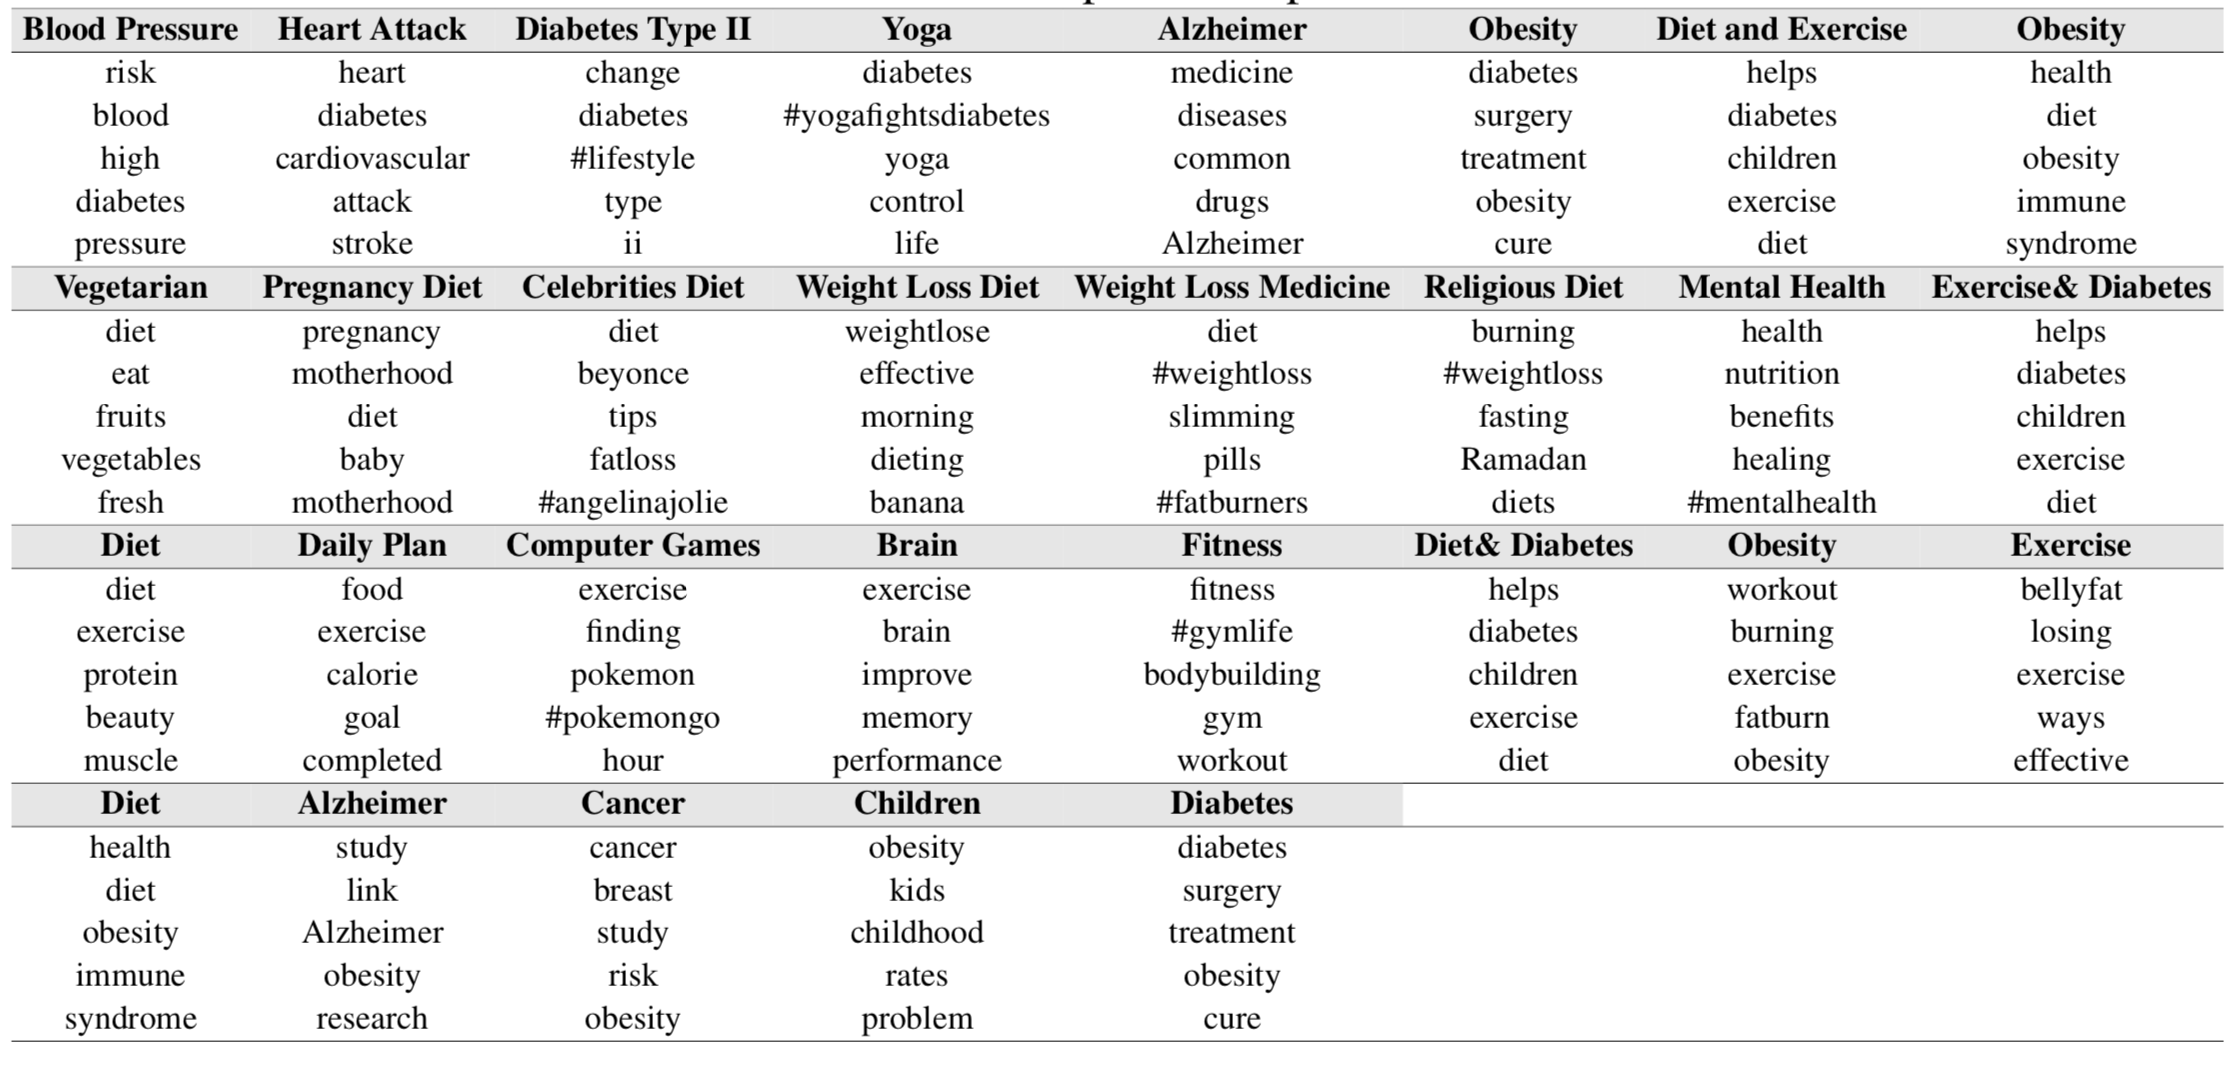 Blood Pressure Heart Attack Diabetes Type II Yoga Alzheimer Obesity Diet and Exercise Obesity
risk heart change diabetes medicine diabetes helps health
blood diabetes diabetes #yogafightsdiabetes diseases surgery diabetes diet
high cardiovascular #lifestyle yoga common treatment children obesity
diabetes attack type control drugs obesity exercise immune
pressure stroke ii life Alzheimer cure diet syndrome
Vegetarian Pregnancy Diet Celebrities Diet Weight Loss Diet Weight Loss Medicine Religious Diet Mental Health Exercise& Diabetes
diet pregnancy diet weightlose diet burning health helps
eat motherhood beyonce effective #weightloss #weightloss nutrition diabetes
fruits diet tips morning slimming fasting benefits children
vegetables baby fatloss dieting pills Ramadan healing exercise
fresh motherhood #angelinajolie banana #fatburners diets #mentalhealth diet
Diet Daily Plan Computer Games Brain Fitness Diet& Diabetes Obesity Exercise
diet food exercise exercise fitness helps workout bellyfat
exercise exercise finding brain #gymlife diabetes burning losing
protein calorie pokemon improve bodybuilding children exercise exercise
beauty goal #pokemongo memory gym exercise fatburn ways
muscle completed hour performance workout diet obesity effective
Diet Alzheimer Cancer Children Diabetes
health study cancer obesity diabetes
diet link breast kids surgery
obesity Alzheimer study childhood treatment
immune obesity risk rates obesity
syndrome research obesity problem cure